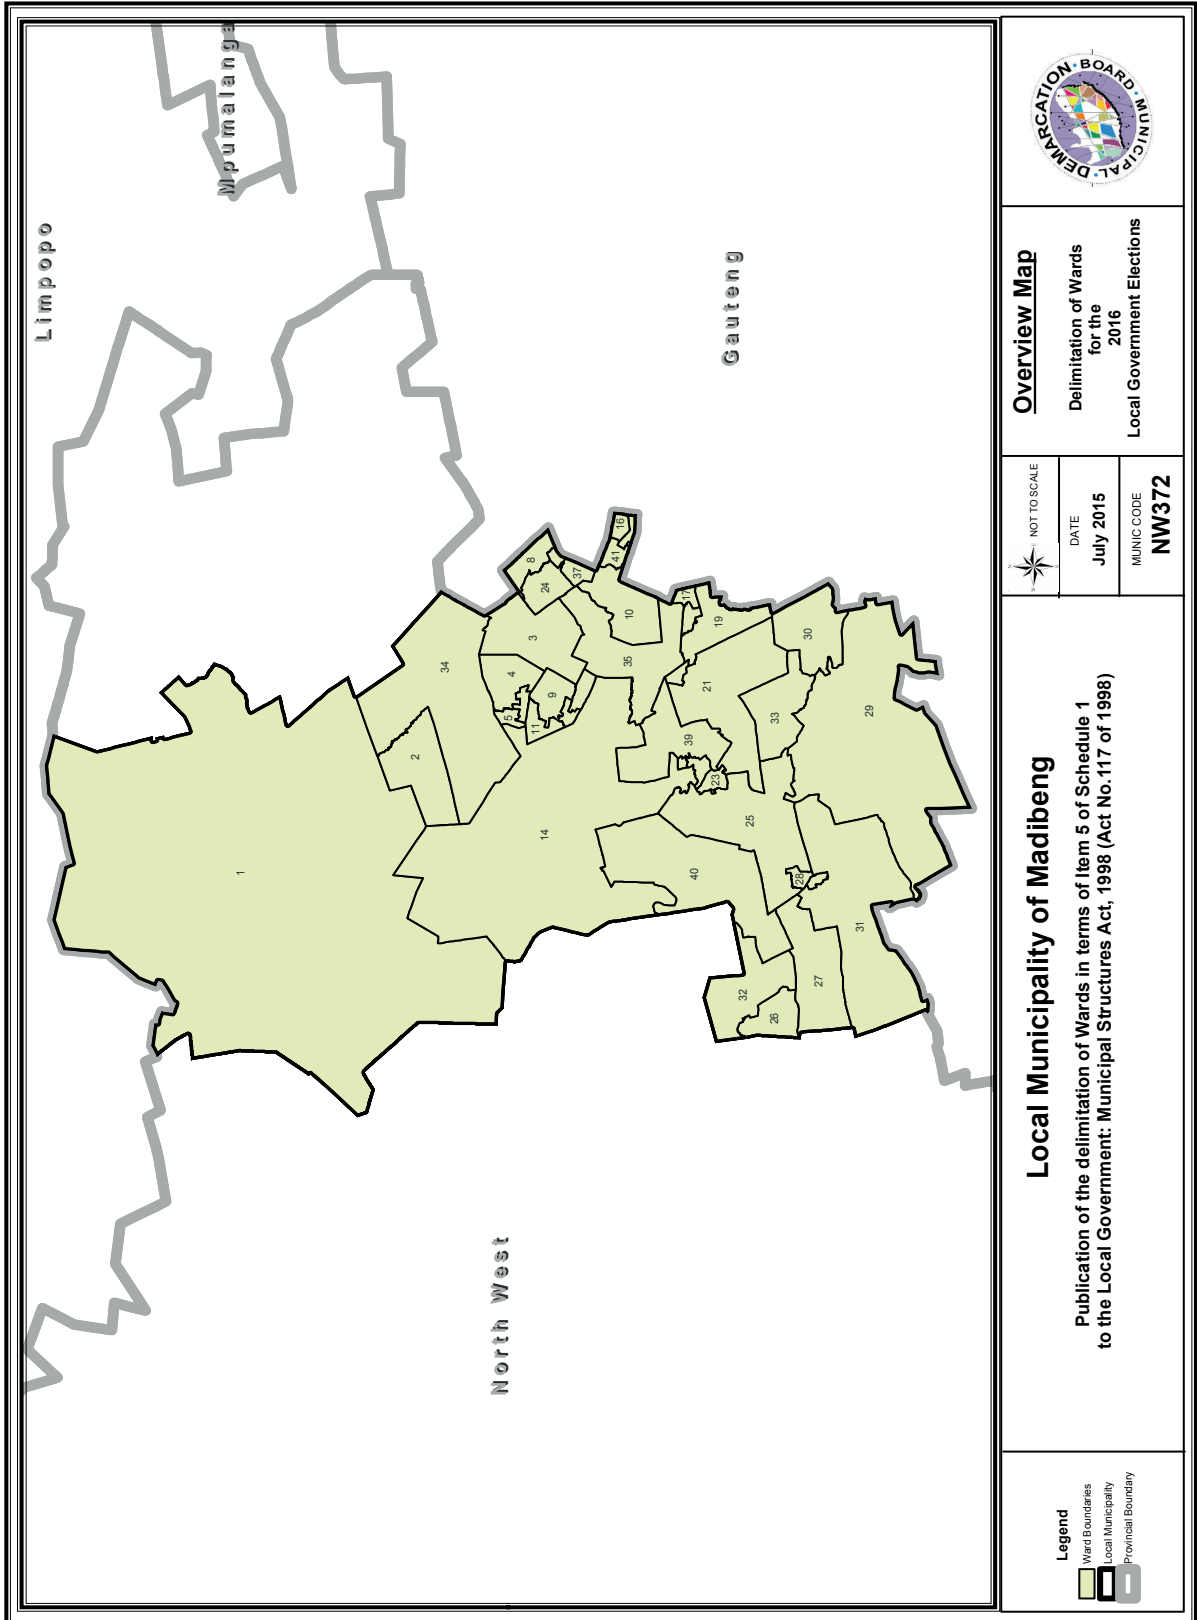 Limpopo
Mpumalanga
Gauteng
North West
1
2
34
8
24
37
16
41
3
4
5
9
11
10
35
14
17
19
21
39
23
30
33
29
25
40
28
31
32
27
26
Legend
Ward Boundaries
Local Municipality
Provincial Boundary
Local Municipality of Madibeng
Publication of the delimitation of Wards in terms of Item 5 of Schedule 1
to the Local Government: Municipal Structures Act, 1998 (Act No.117 of 1998)
NOT TO SCALE
DATE
July 2015
MUNIC CODE
NW372
Overview Map
Delimitation of Wards
for the
2016
Local Government Elections
MUNICIPAL • DEMARCATION • BOARD •